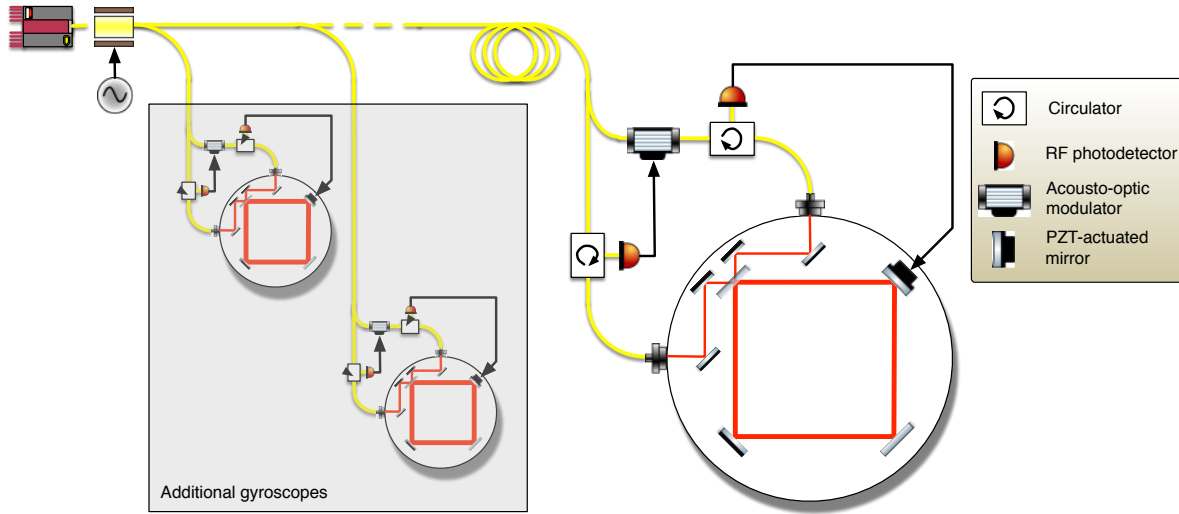 Circulator
RF photodetector
Acousto-optic
modulator
PZT-actuated
mirror
Additional gyroscopes